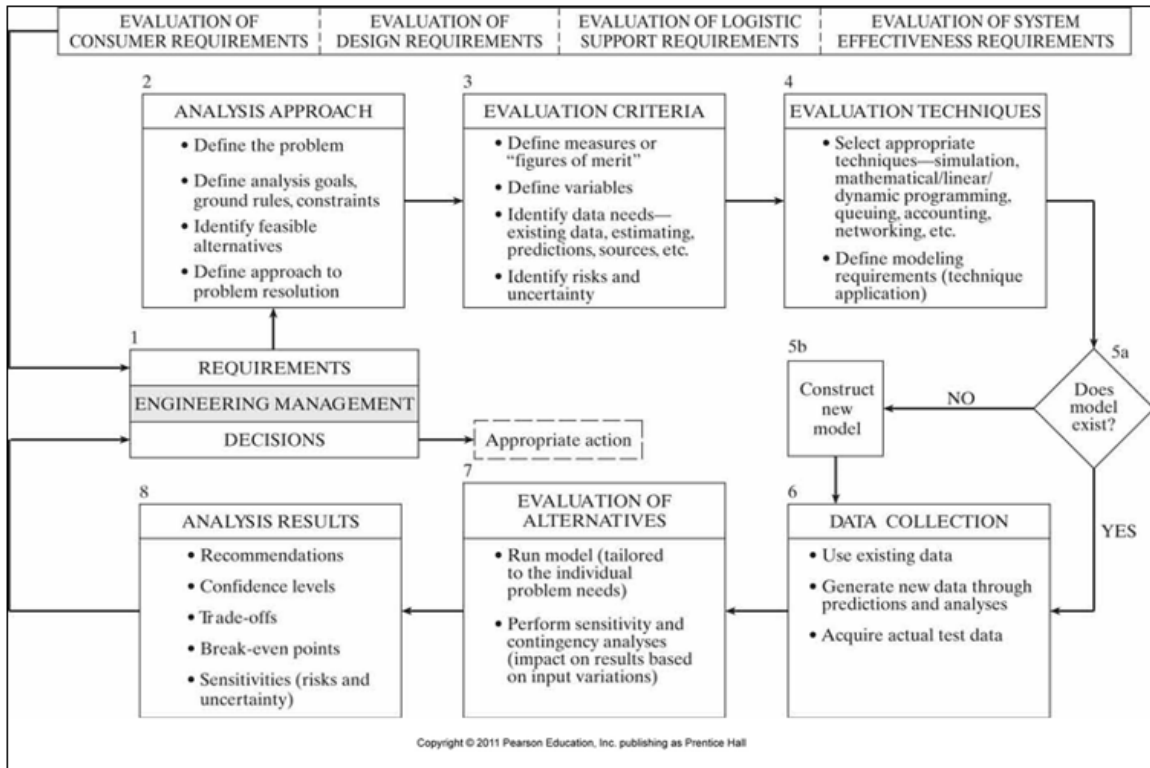 EVALUATION OF
CONSUMER REQUIREMENTS
EVALUATION OF
DESIGN REQUIREMENTS
EVALUATION OF LOGISTIC
SUPPORT REQUIREMENTS
EVALUATION OF SYSTEM
EFFECTIVENESS REQUIREMENTS
2
ANALYSIS APPROACH
• Define the problem
• Define analysis goals,
ground rules, constraints
• Identify feasible
alternatives
• Define approach to
problem resolution
3
EVALUATION CRITERIA
• Define measures or
“figures of merit”
• Define variables
• Identify data needs—
existing data, estimating,
predictions, sources, etc.
• Identify risks and
uncertainty
4
EVALUATION TECHNIQUES
• Select appropriate
techniques—simulation,
mathematical/linear/
dynamic programming,
queuing, accounting,
networking, etc.
• Define modeling
requirements (technique
application)
1
REQUIREMENTS
ENGINEERING MANAGEMENT
DECISIONS
Appropriate action
5a
Does
model
exist?
NO
YES
5b
Construct
new
model
6
DATA COLLECTION
• Use existing data
• Generate new data through
predictions and analyses
• Acquire actual test data
7
EVALUATION OF
ALTERNATIVES
• Run model (tailored
to the individual
problem needs)
• Perform sensitivity and
contingency analyses
(impact on results based
on input variations)
8
ANALYSIS RESULTS
• Recommendations
• Confidence levels
• Trade-offs
• Break-even points
• Sensitivities (risks and
uncertainty)
Copyright © 2011 Pearson Education, Inc. publishing as Prentice Hall